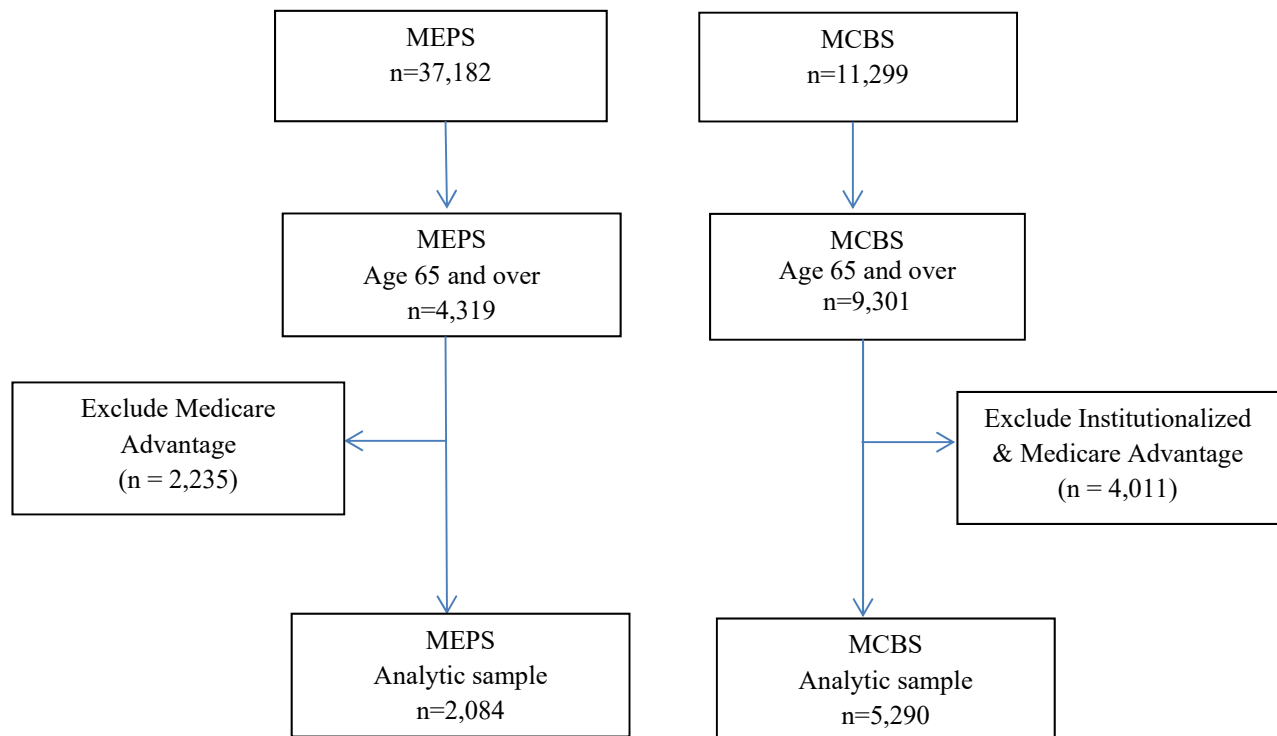 MEPS
n=37,182
MCBS
n=11,299
MEPS
Age 65 and over
n=4,319
MCBS
Age 65 and over
n=9,301
Exclude Medicare
Advantage
(n = 2,235)
Exclude Institutionalized
& Medicare Advantage
(n = 4,011)
MEPS
Analytic sample
n=2,084
MCBS
Analytic sample
n=5,290